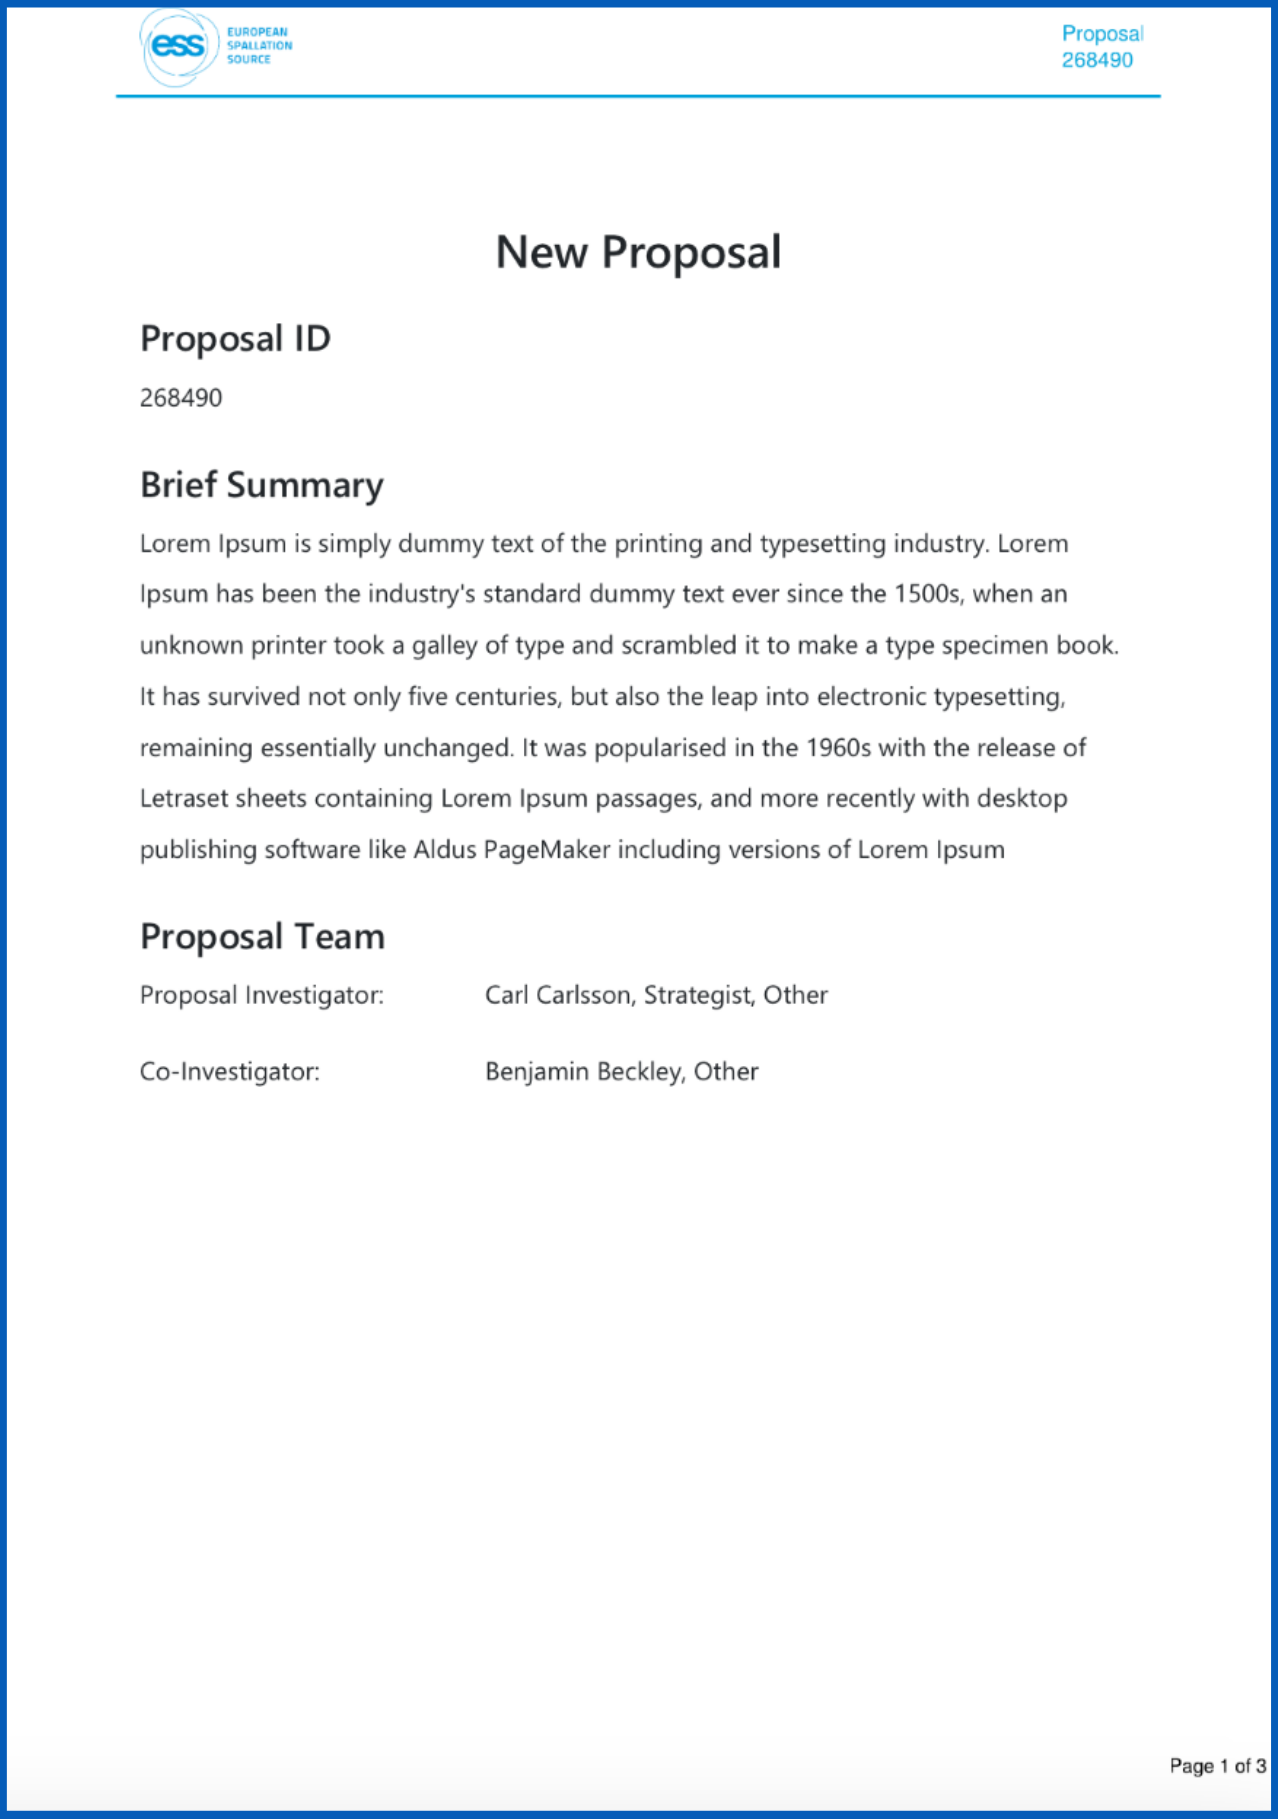 ess
EUROPEAN
SPALLATION
SOURCE
Proposal
268490
New Proposal
Proposal ID
268490
Brief Summary
Lorem Ipsum is simply dummy text of the printing and typesetting industry. Lorem
Ipsum has been the industry's standard dummy text ever since the 1500s, when an
unknown printer took a galley of type and scrambled it to make a type specimen book.
It has survived not only five centuries, but also the leap into electronic typesetting,
remaining essentially unchanged. It was popularised in the 1960s with the release of
Letraset sheets containing Lorem Ipsum passages, and more recently with desktop
publishing software like Aldus PageMaker including versions of Lorem Ipsum
Proposal Team
Proposal Investigator: Carl Carlsson, Strategist, Other
Co-Investigator: Benjamin Beckley, Other
Page 1 of 3